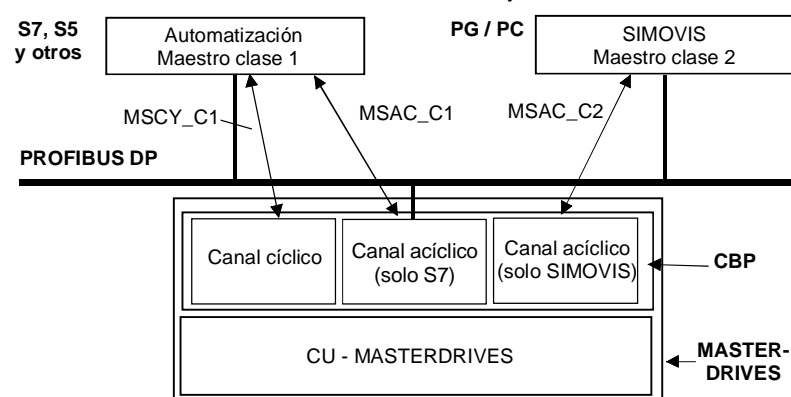 S7, S5
y otros
Automatización
Maestro clase 1
PG / PC
SIMOVIS
Maestro clase 2
MSCY_C1
MSAC_C1
MSAC_C2
PROFIBUS DP
Canal cíclico
Canal acíclico
(solo S7)
Canal acíclico
(solo SIMOVIS)
CBP
CU - MASTERDRIVES
MASTER-
DRIVES